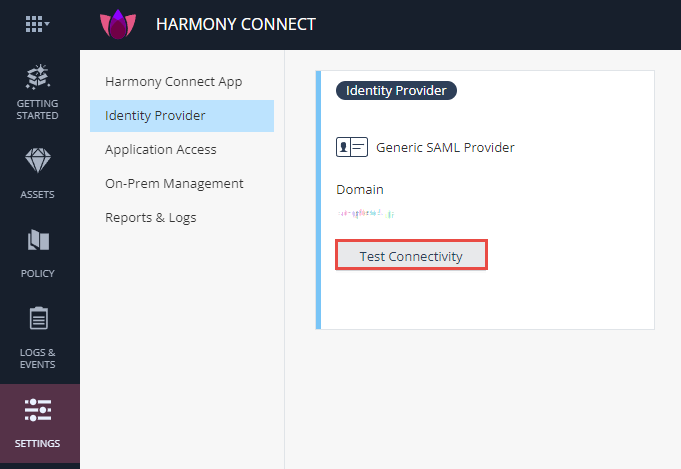 HARMONY CONNECT
GETTING
STARTED
ASSETS
POLICY
LOGS &
EVENTS
SETTINGS
Harmony Connect App
Identity Provider
Application Access
On-Prem Management
Reports & Logs
Identity Provider
Generic SAML Provider
Domain
Test Connectivity